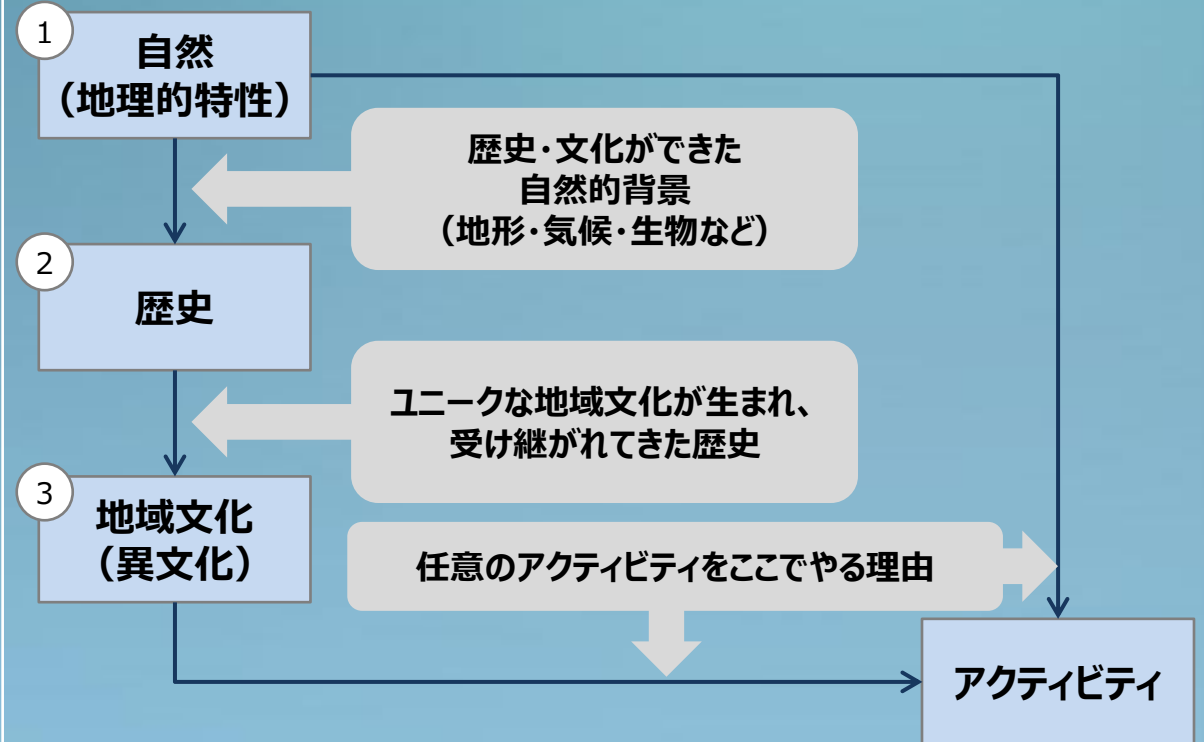 1
自然
（地理的特性）
歴史・文化ができた
自然的背景
（地形・気候・生物など）
2
歴史
ユニークな地域文化が生まれ、
受け継がれてきた歴史
3
地域文化
（異文化）
任意のアクティビティをここでやる理由
アクティビティ